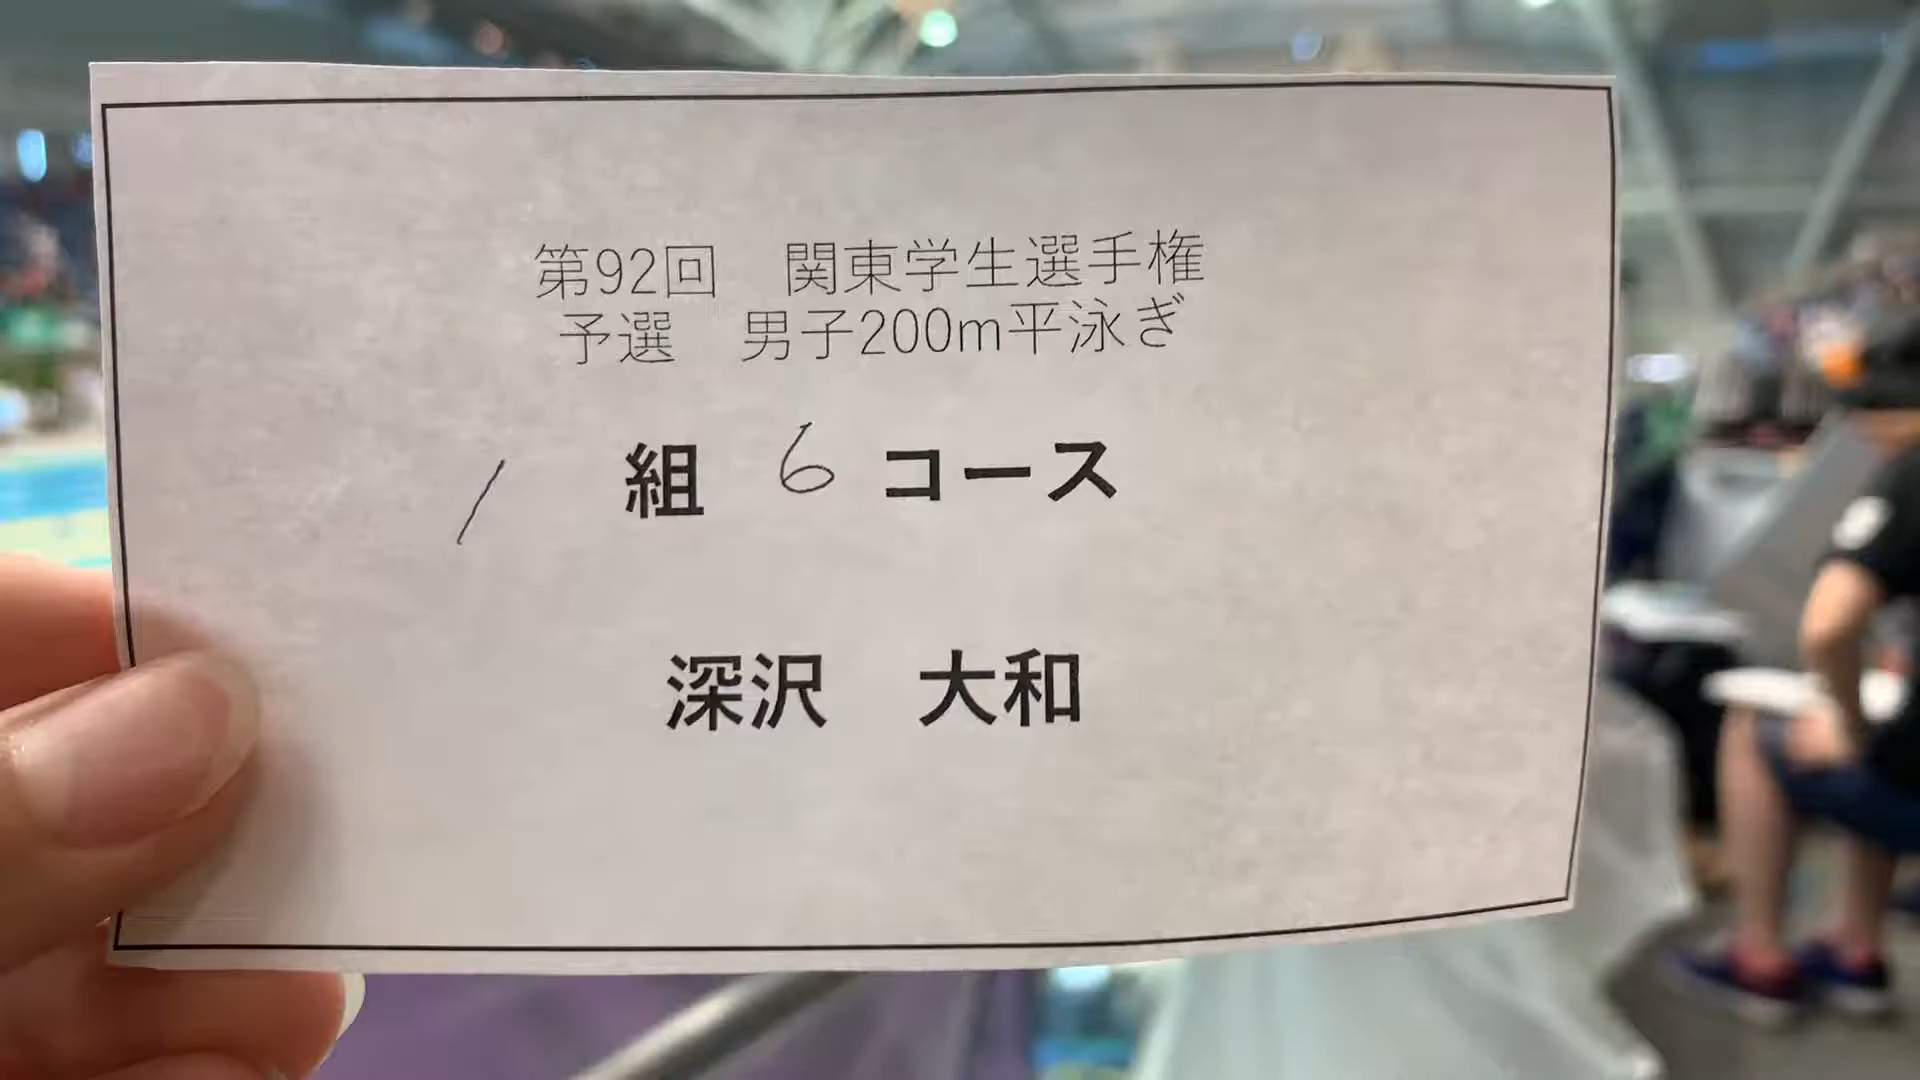 第92回　関東学生選手権
予選　男子200m平泳ぎ
1 組 6 コース
深沢　大和